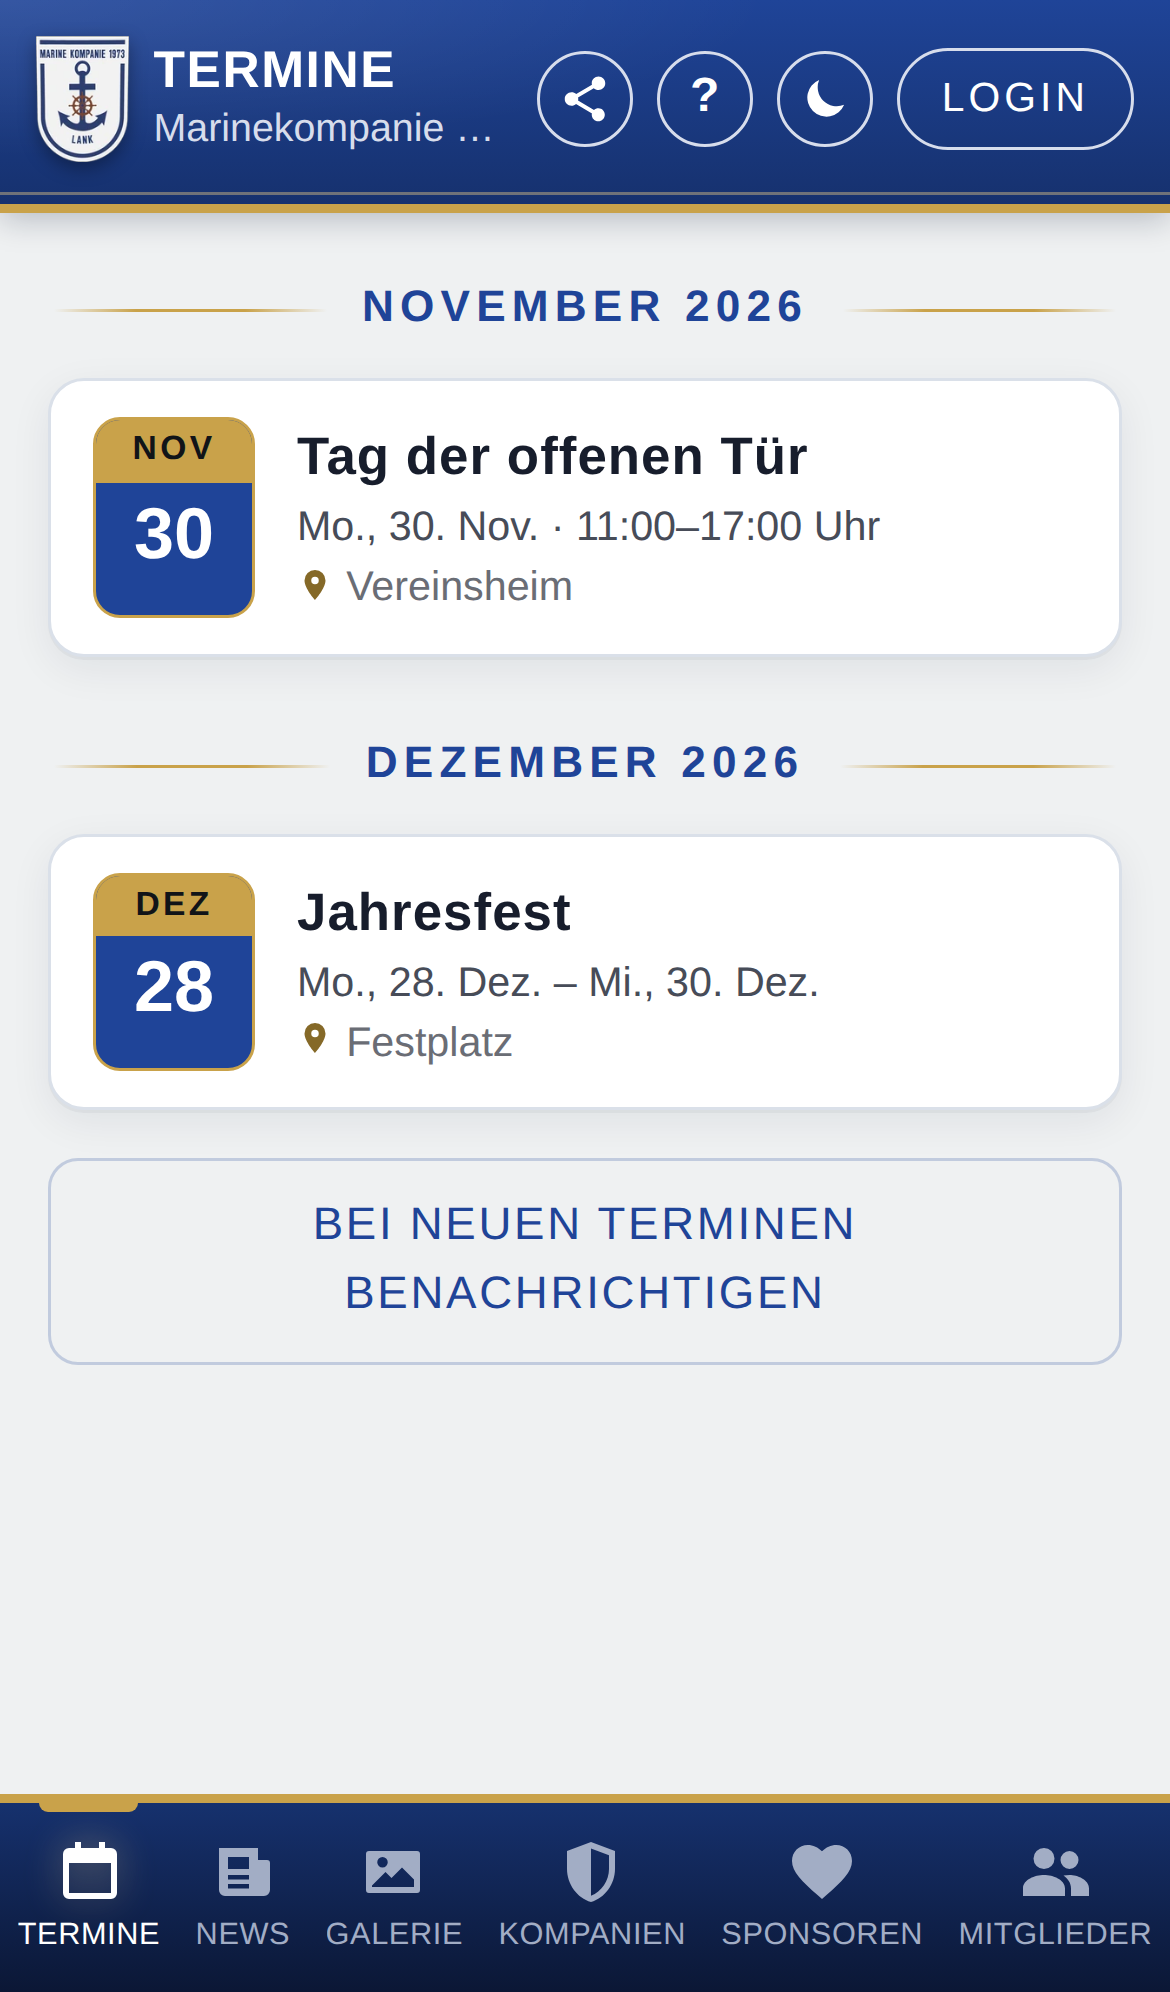 MARINE KOMPANIE 1973
LANK
TERMINE
Marinekompanie …
?
LOGIN
NOVEMBER 2026
NOV
30
Tag der offenen Tür
Mo., 30. Nov. · 11:00–17:00 Uhr
Vereinsheim
DEZEMBER 2026
DEZ
28
Jahresfest
Mo., 28. Dez. – Mi., 30. Dez.
Festplatz
BEI NEUEN TERMINEN
BENACHRICHTIGEN
TERMINE
NEWS
GALERIE
KOMPANIEN
SPONSOREN
MITGLIEDER